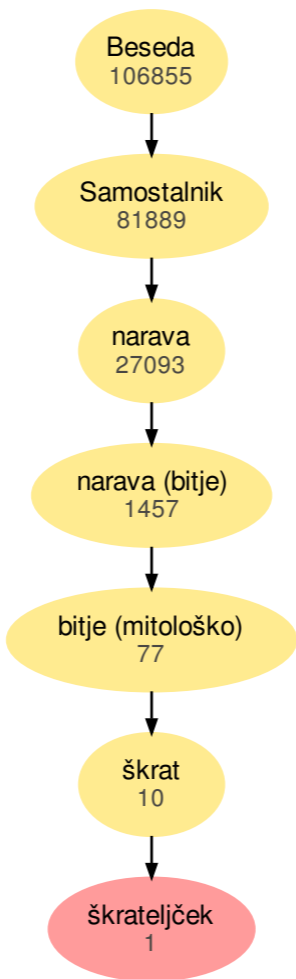 Beseda
106855
Samostalnik
81889
narava
27093
narava (bitje)
1457
bitje (mitološko)
77
škrat
10
škrateljček
1